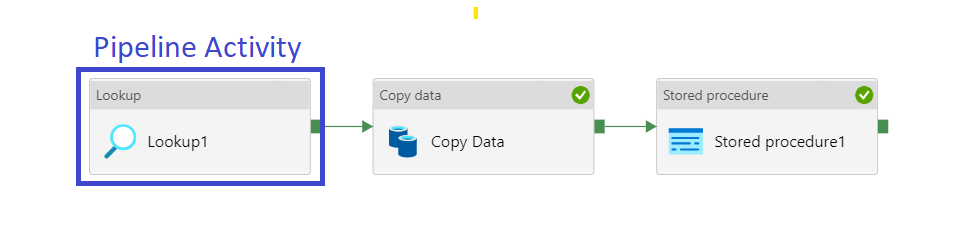 Pipeline Activity
Lookup
Lookup1
Copy data
Copy Data
Stored procedure
Stored procedure1